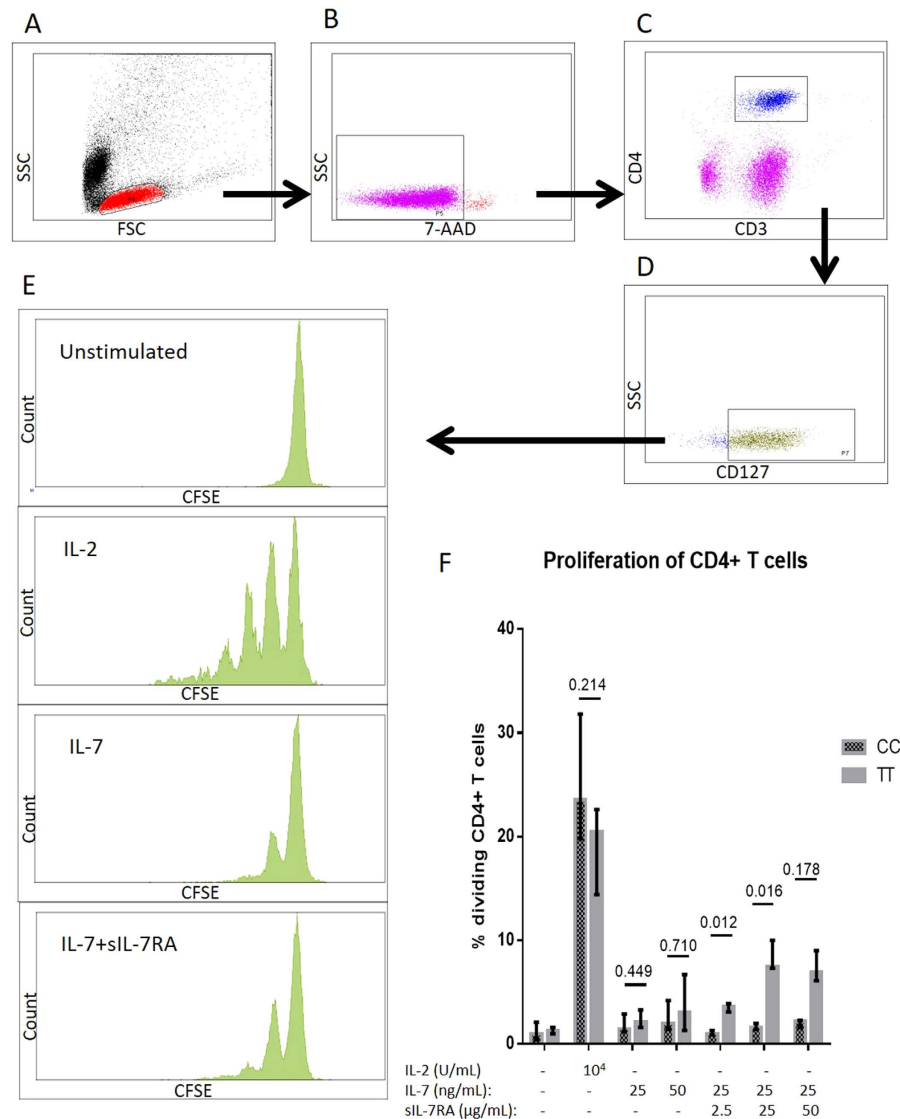 A
SSC
FSC
B
SSC
P5
7-AAD
C
CD4
CD3
D
SSC
P7
CD127
E
Unstimulated
Count
CFSE
IL-2
Count
CFSE
IL-7
Count
CFSE
IL-7+sIL-7RA
Count
CFSE
F
Proliferation of CD4+ T cells
% dividing CD4+ T cells
40
30
20
10
0
0.214
0.449
0.710
0.012
0.016
0.178
CC
TT
IL-2 (U/mL) - 10⁴ - - - - -
IL-7 (ng/mL): - - 25 50 25 25 25
sIL-7RA (µg/mL): - - - - 2.5 25 50